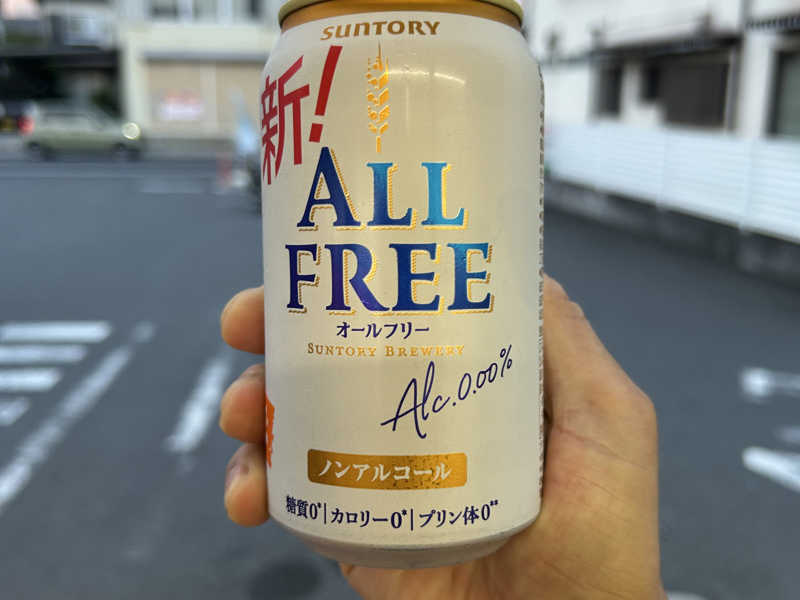 SUNTORY
新!
ALL
FREE
オールフリー
SUNTORY BREWERY
Alc.0.00%
ノンアルコール
糖質0*|カロリー0*|プリン体0**